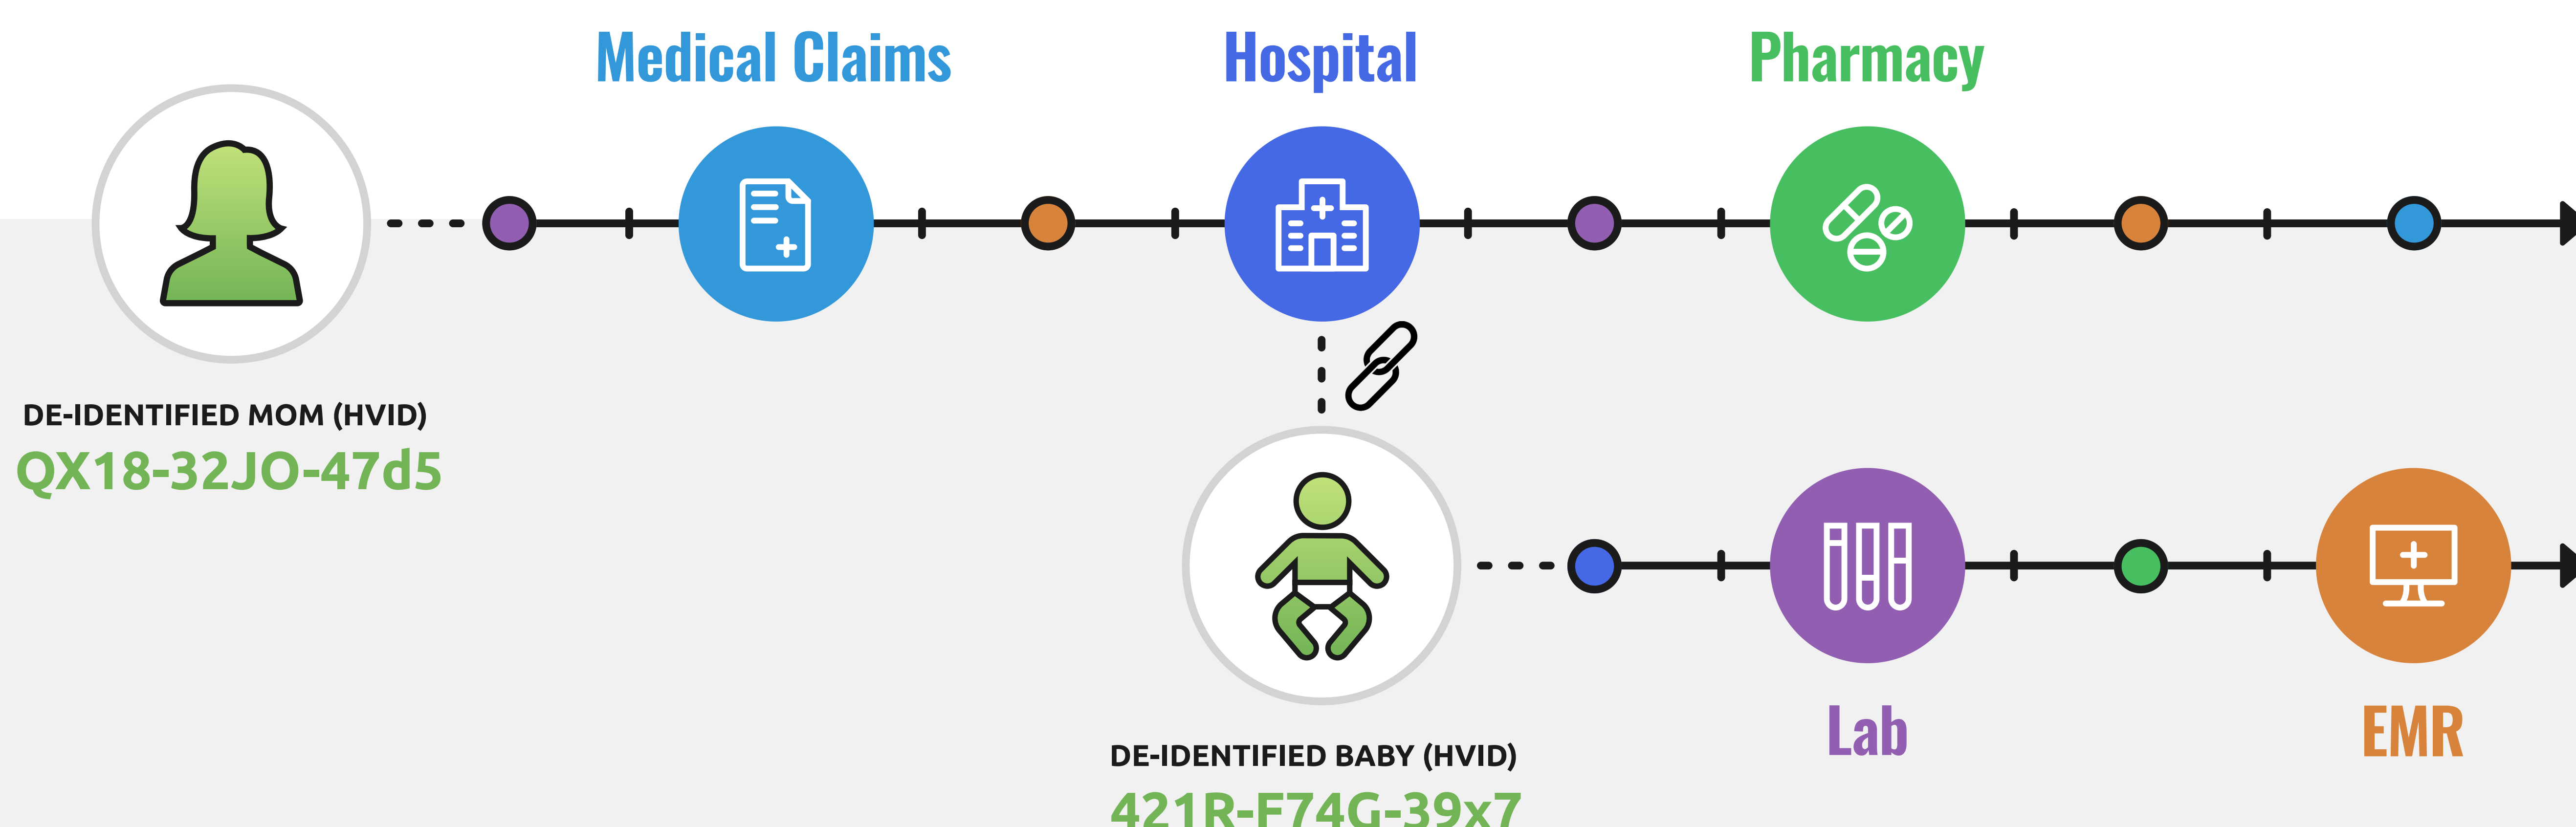 Medical Claims
Hospital
Pharmacy
DE-IDENTIFIED MOM (HVID)
QX18-32JO-47d5
DE-IDENTIFIED BABY (HVID)
421R-F74G-39x7
Lab
EMR